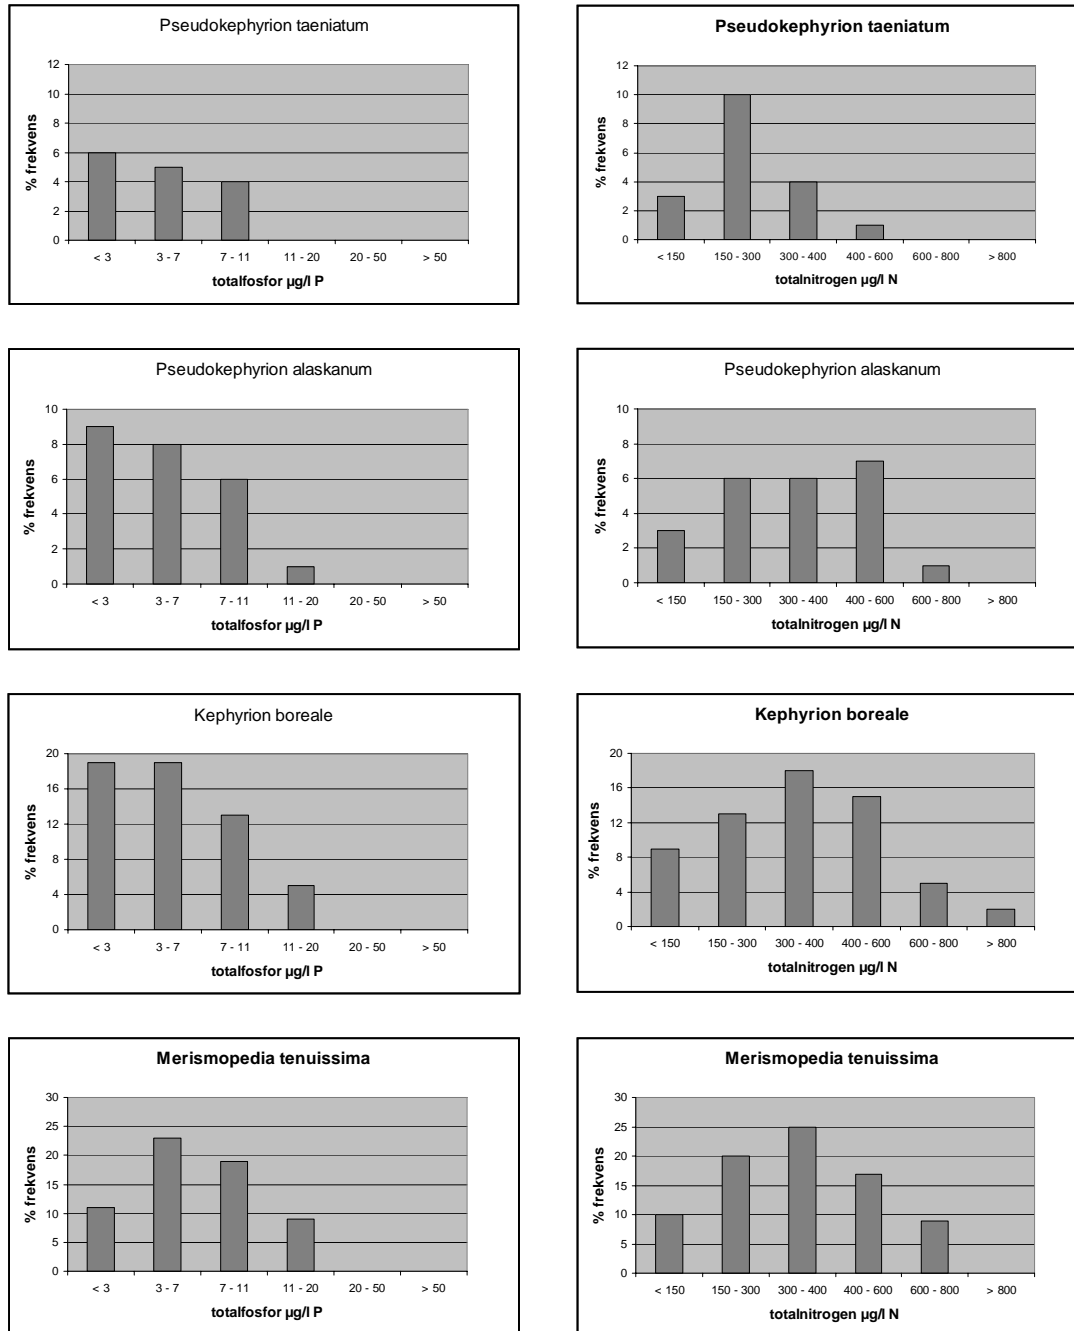 Pseudokephyrion taeniatum
12
10
8
6
4
2
0
% frekvens
< 3 3 - 7 7 - 11 11 - 20 20 - 50 > 50
totalfosfor µg/l P
Pseudokephyrion taeniatum
12
10
8
6
4
2
0
% frekvens
< 150 150 - 300 300 - 400 400 - 600 600 - 800 > 800
totalnitrogen µg/l N
Pseudokephyrion alaskanum
10
8
6
4
2
0
% frekvens
< 3 3 - 7 7 - 11 11 - 20 20 - 50 > 50
totalfosfor µg/l P
Pseudokephyrion alaskanum
10
8
6
4
2
0
% frekvens
< 150 150 - 300 300 - 400 400 - 600 600 - 800 > 800
totalnitrogen µg/l N
Kephyrion boreale
20
16
12
8
4
0
% frekvens
< 3 3 - 7 7 - 11 11 - 20 20 - 50 > 50
totalfosfor µg/l P
Kephyrion boreale
20
16
12
8
4
0
% frekvens
< 150 150 - 300 300 - 400 400 - 600 600 - 800 > 800
totalnitrogen µg/l N
Merismopedia tenuissima
30
25
20
15
10
5
0
% frekvens
< 3 3 - 7 7 - 11 11 - 20 20 - 50 > 50
totalfosfor µg/l P
Merismopedia tenuissima
30
25
20
15
10
5
0
% frekvens
< 150 150 - 300 300 - 400 400 - 600 600 - 800 > 800
totalnitrogen µg/l N